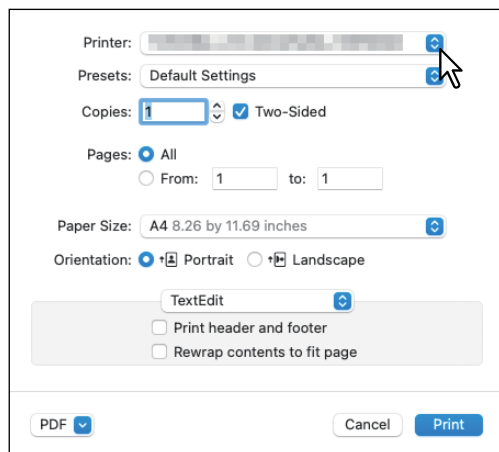 Printer:
Presets: Default Settings
Copies: 1 Two-Sided
Pages: All
From: 1 to: 1
Paper Size: A4 8.26 by 11.69 inches
Orientation: Portrait Landscape
TextEdit
Print header and footer
Rewrap contents to fit page
PDF Cancel Print